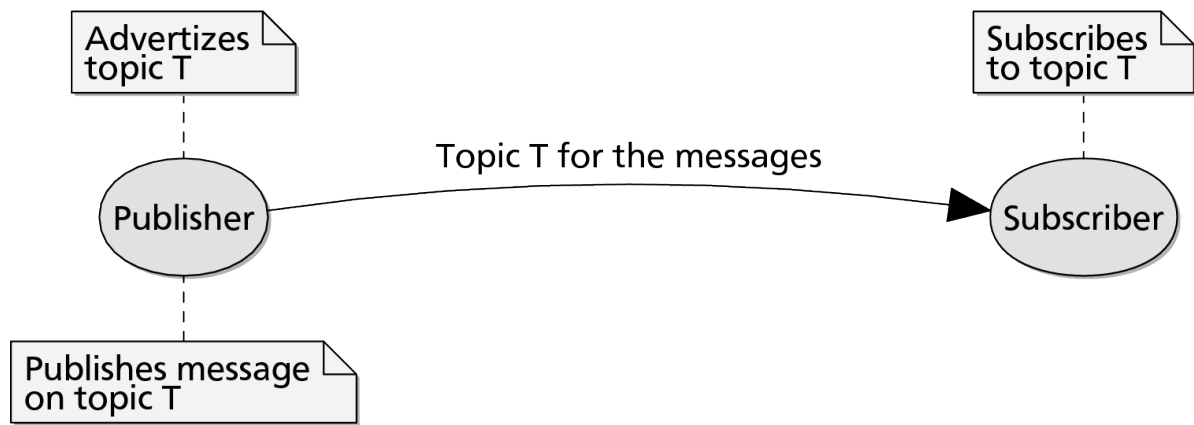 Advertizes
topic T
Subscribes
to topic T
Topic T for the messages
Publisher
Subscriber
Publishes message
on topic T